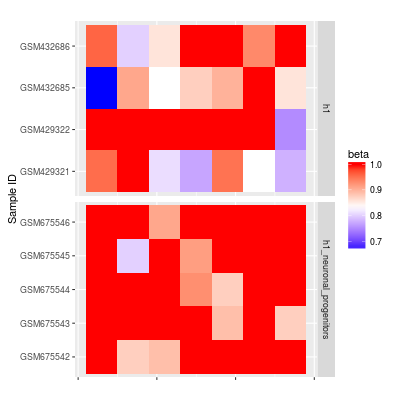 GSM432686
GSM432685
GSM429322
GSM429321
h1
Sample ID
GSM675546
GSM675545
GSM675544
GSM675543
GSM675542
h1_neuronal_progenitors
beta
1.0
0.9
0.8
0.7